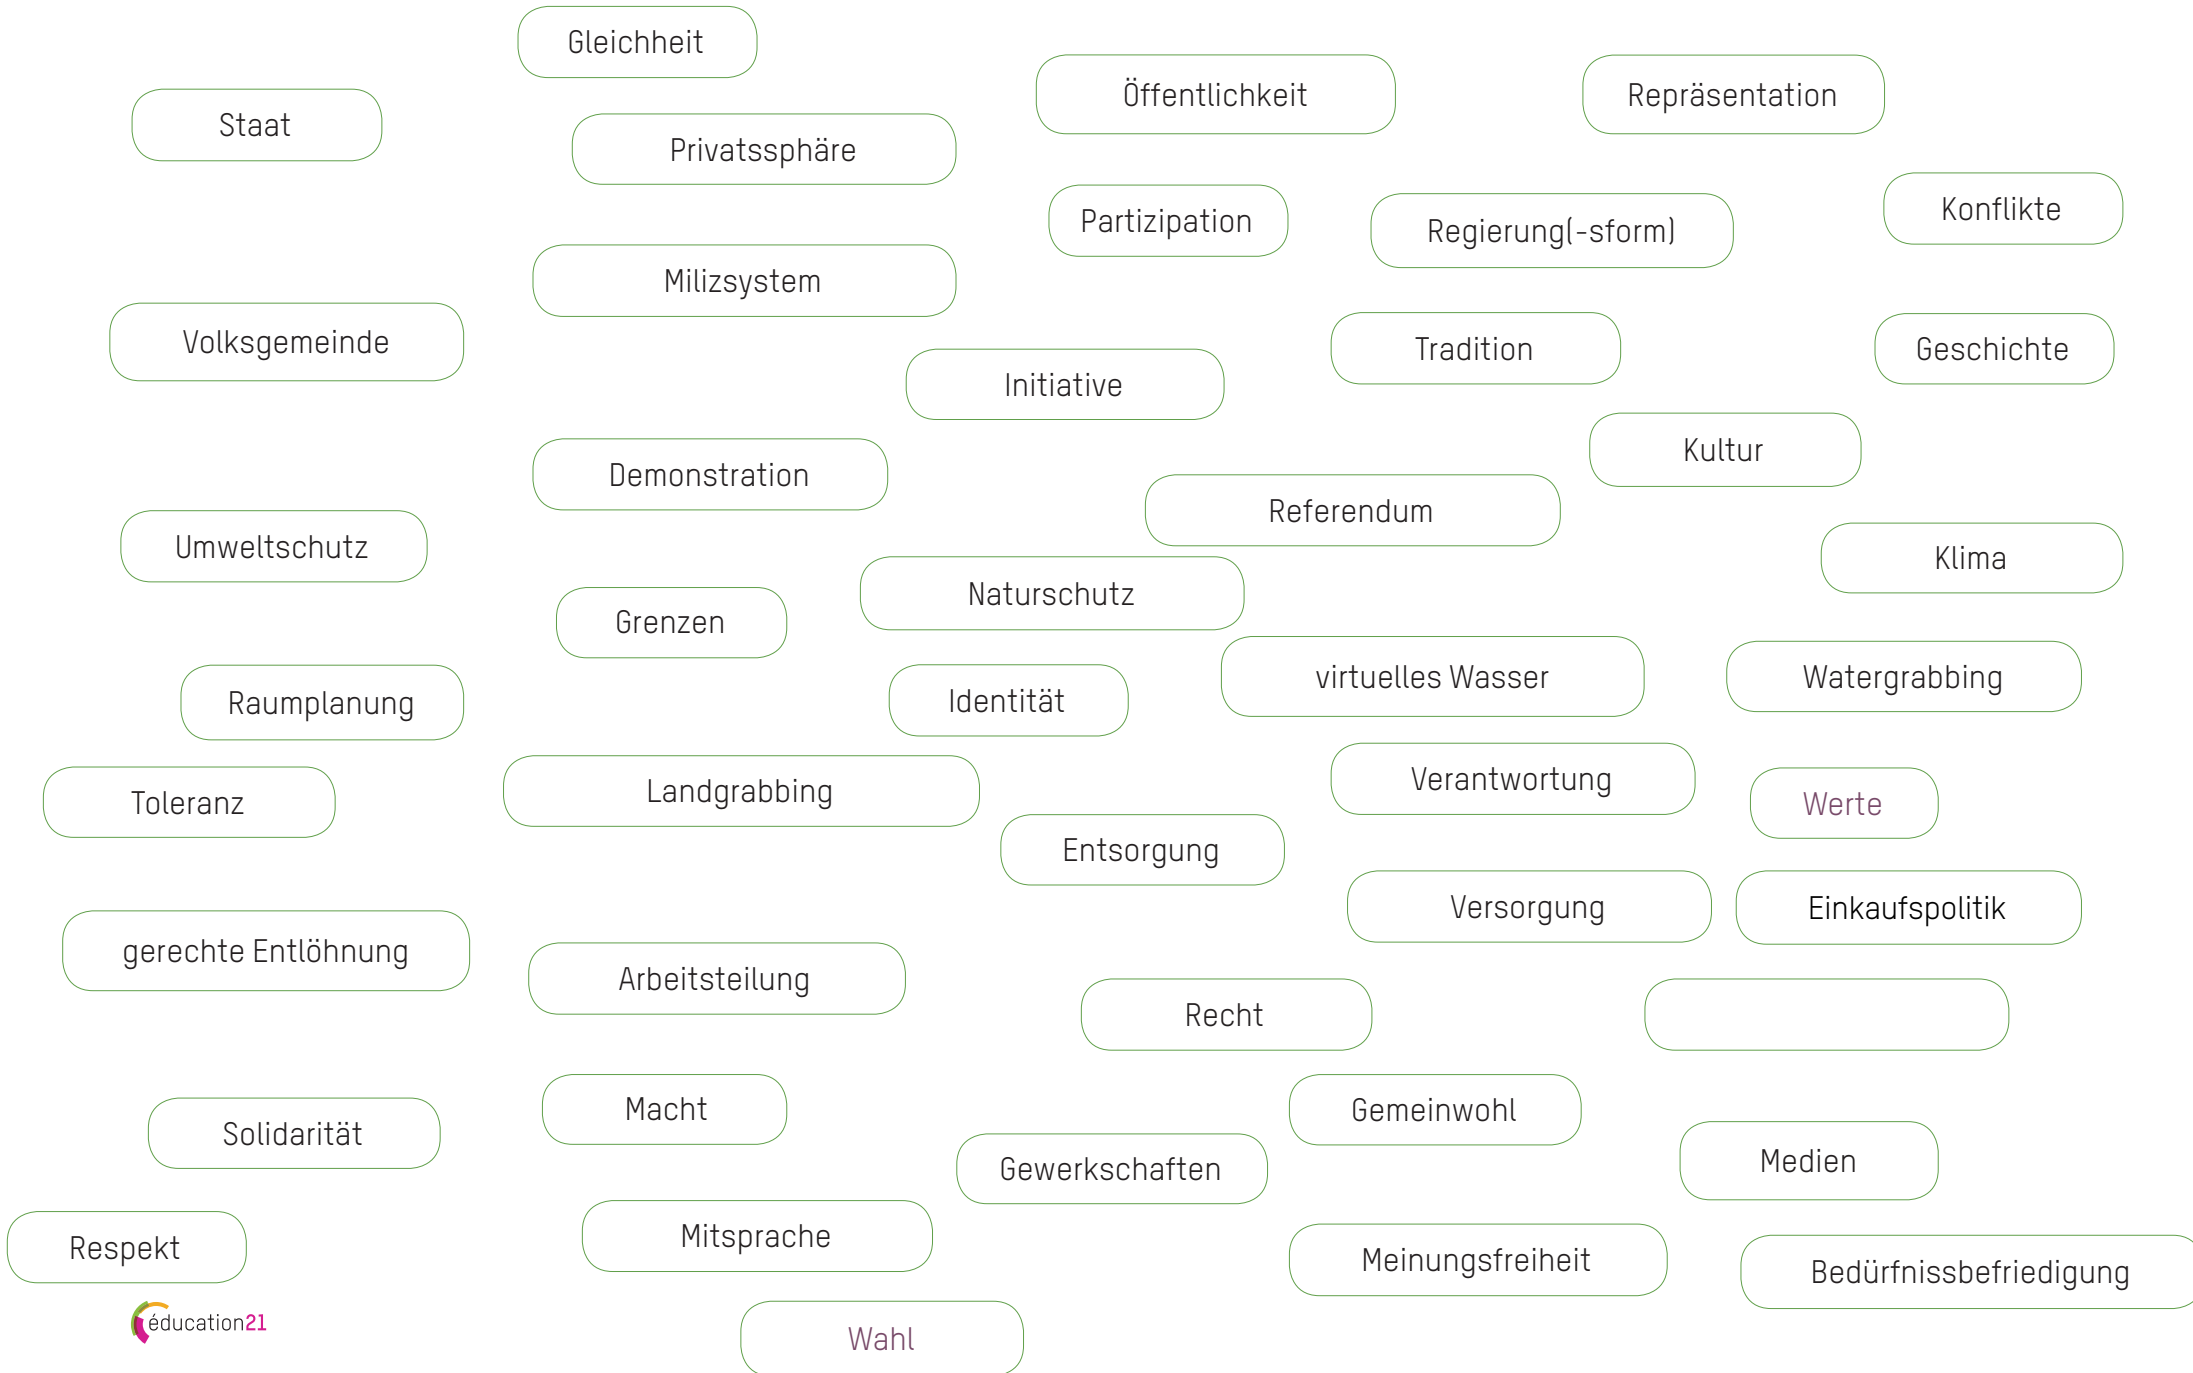 Gleichheit
Öffentlichkeit
Repräsentation
Staat
Privatssphäre
Konflikte
Partizipation
Regierung(-sform)
Milizsystem
Volksgemeinde
Tradition
Geschichte
Initiative
Kultur
Demonstration
Referendum
Umweltschutz
Klima
Naturschutz
Grenzen
virtuelles Wasser
Watergrabbing
Raumplanung
Identität
Verantwortung
Toleranz
Landgrabbing
Werte
Entsorgung
Versorgung
Einkaufspolitik
gerechte Entlöhnung
Arbeitsteilung
Recht
Macht
Gemeinwohl
Solidarität
Gewerkschaften
Medien
Respekt
Mitsprache
Meinungsfreiheit
Bedürfnissbefriedigung
éducation21
Wahl